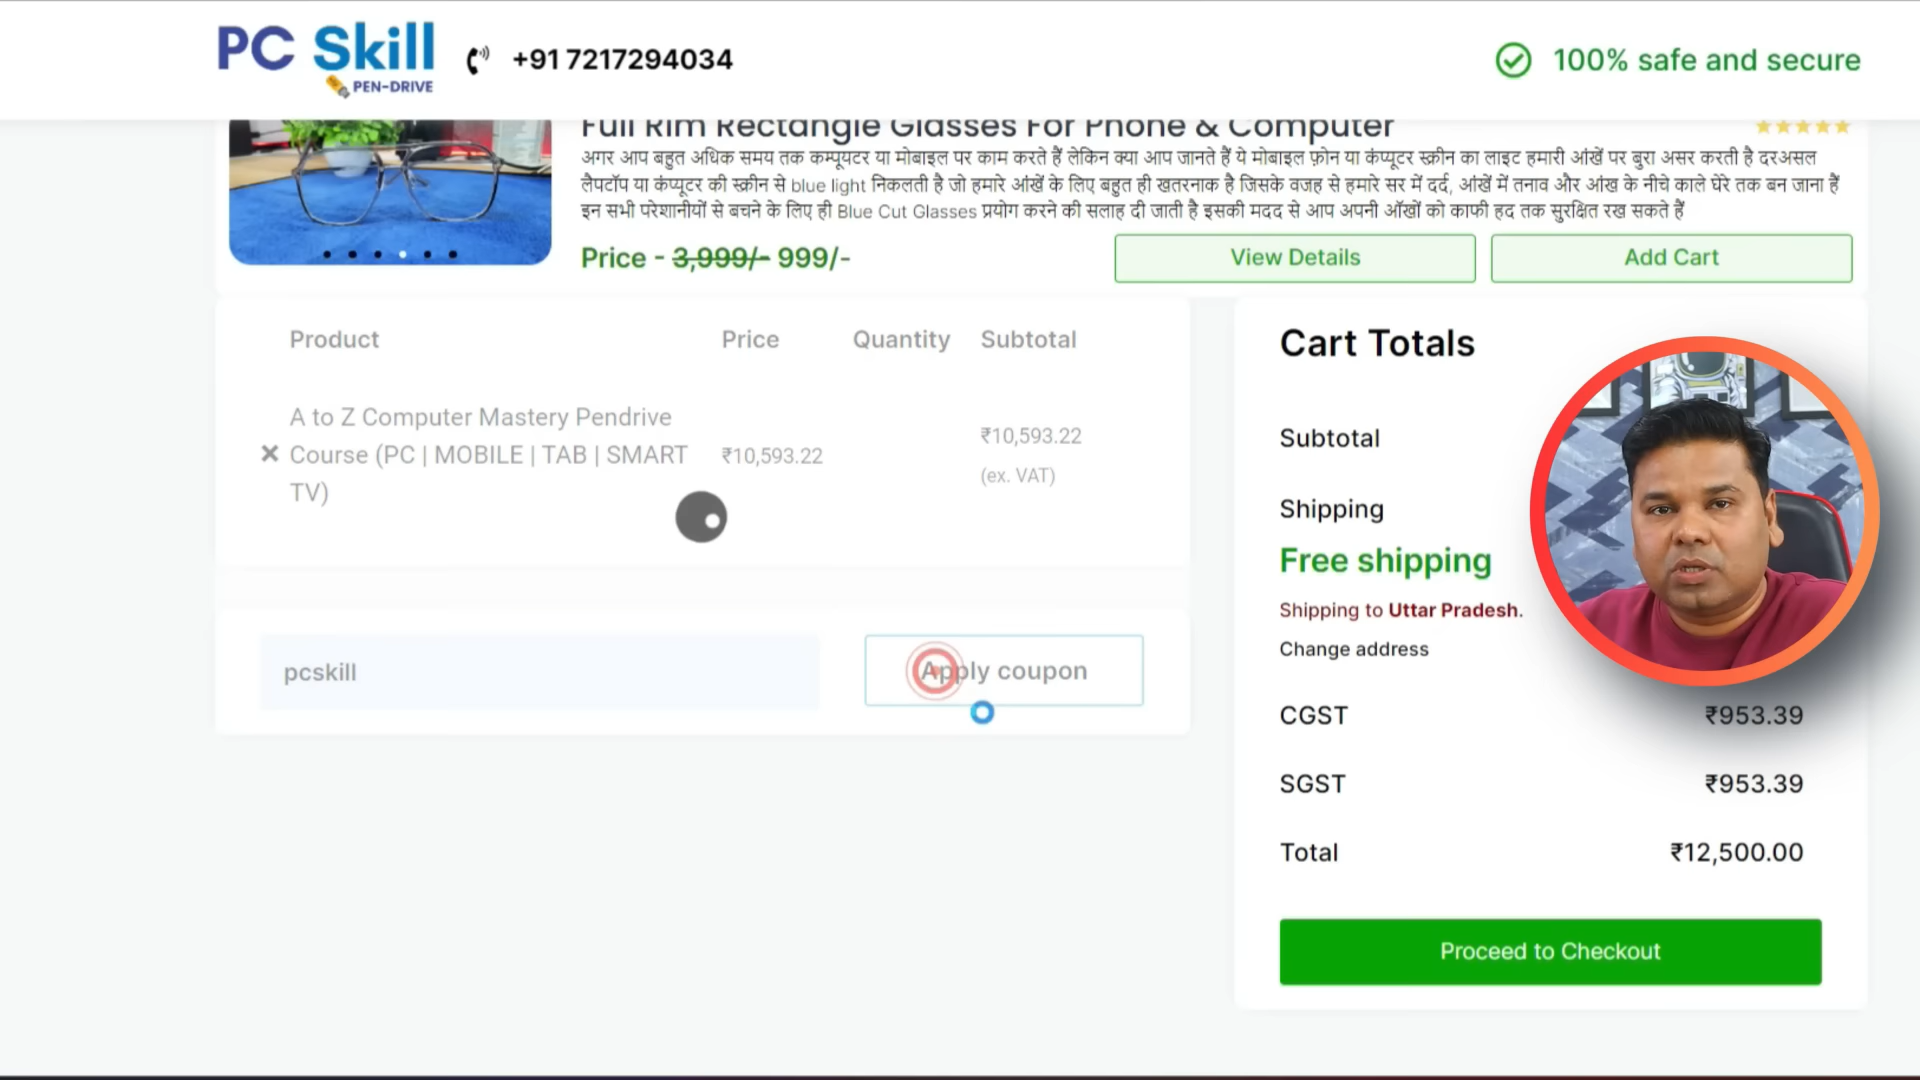 PC Skill
PEN-DRIVE
+91 7217294034
100% safe and secure
Full Rim Rectangle Glasses For Phone & Computer
अगर आप बहुत अधिक समय तक कम्पूयटर या मोबाइल पर काम करते हैं लेकिन क्या आप जानते हैं ये मोबाइल फ़ोन या कंप्यूटर स्क्रीन का लाइट हमारी आंखें पर बुरा असर करती है दरअसल
लैपटॉप या कंप्यूटर की स्क्रीन से blue light निकलती है जो हमारे आंखें के लिए बहुत ही खतरनाक है जिसके वजह से हमारे सर में दर्द, आंखें में तनाव और आंख के नीचे काले घेरे तक बन जाना हैं
इन सभी परेशानीयों से बचने के लिए ही Blue Cut Glasses प्रयोग करने की सलाह दी जाती है इसकी मदद से आप अपनी आँखों को काफी हद तक सुरक्षित रख सकते हैं
Price - 3,999/- 999/-
View Details
Add Cart
Product Price Quantity Subtotal
A to Z Computer Mastery Pendrive
Course (PC | MOBILE | TAB | SMART
TV)
₹10,593.22
₹10,593.22
(ex. VAT)
pcskill
Apply coupon
Cart Totals
Subtotal
Shipping
Free shipping
Shipping to Uttar Pradesh.
Change address
CGST ₹953.39
SGST ₹953.39
Total ₹12,500.00
Proceed to Checkout